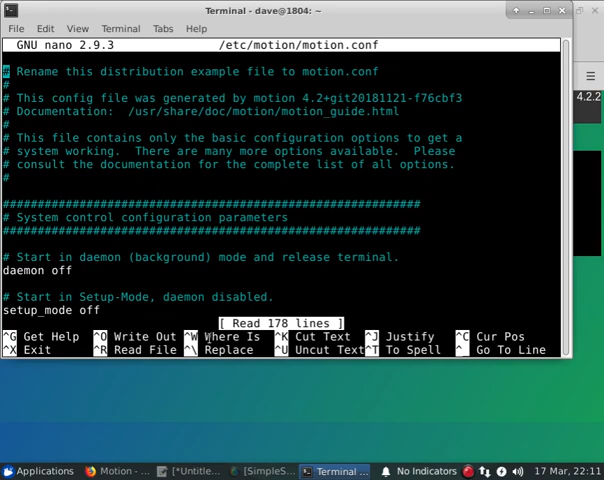 Terminal - dave@1804: ~
File Edit View Terminal Tabs Help
GNU nano 2.9.3 /etc/motion/motion.conf
# Rename this distribution example file to motion.conf
#
# This config file was generated by motion 4.2+git20181121-f76cbf3
# Documentation: /usr/share/doc/motion/motion_guide.html
#
# This file contains only the basic configuration options to get a
# system working. There are many more options available. Please
# consult the documentation for the complete list of all options.
#
############################################################
# System control configuration parameters
############################################################
# Start in daemon (background) mode and release terminal.
daemon off
# Start in Setup-Mode, daemon disabled.
setup_mode off
[ Read 178 lines ]
^G Get Help ^O Write Out ^W Where Is ^K Cut Text ^J Justify ^C Cur Pos
^X Exit ^R Read File ^\ Replace ^U Uncut Text ^T To Spell ^_ Go To Line
4.2.2
Applications Motion - ... [*Untitle... [SimpleS... Terminal ... No Indicators 17 Mar, 22:11